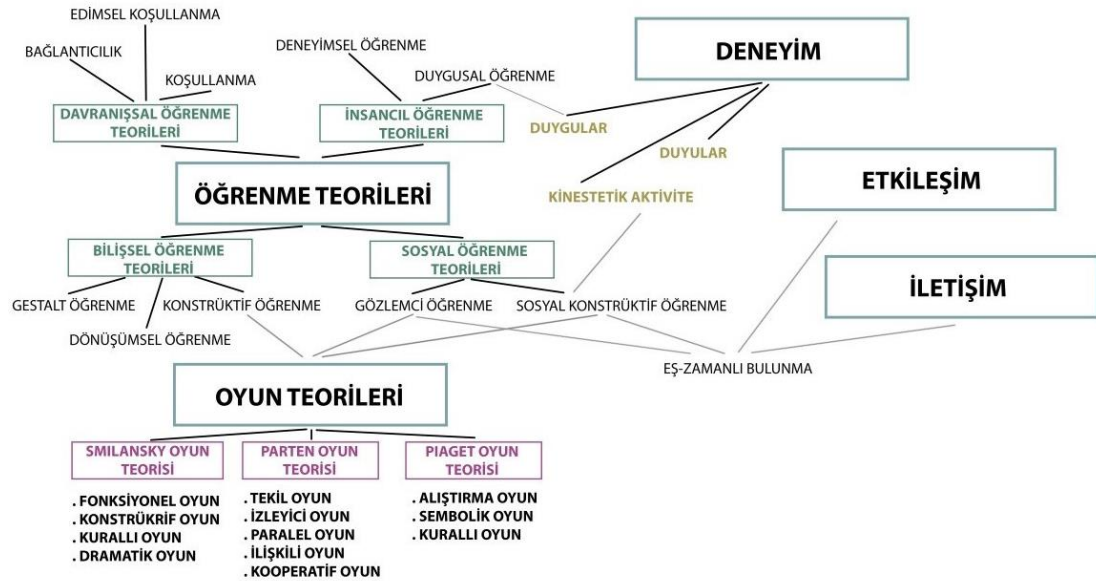 EDİMSEL KOŞULLANMA
BAĞLANTICILIK
KOŞULLANMA
DAVRANIŞSAL ÖĞRENME
TEORİLERİ
DENEYİMSEL ÖĞRENME
DUYGUSAL ÖĞRENME
İNSANCIL ÖĞRENME
TEORİLERİ
DENEYİM
DUYGULAR
DUYULAR
KİNESTETİK AKTİVİTE
ETKİLEŞİM
İLETİŞİM
ÖĞRENME TEORİLERİ
BİLİŞSEL ÖĞRENME
TEORİLERİ
SOSYAL ÖĞRENME
TEORİLERİ
GESTALT ÖĞRENME
KONSTRÜKTİF ÖĞRENME
DÖNÜŞÜMSEL ÖĞRENME
GÖZLEMCİ ÖĞRENME
SOSYAL KONSTRÜKTİF ÖĞRENME
EŞ-ZAMANLI BULUNMA
OYUN TEORİLERİ
SMILANSKY OYUN
TEORİSİ
. FONKSİYONEL OYUN
. KONSTRÜKRİF OYUN
. KURALLI OYUN
. DRAMATİK OYUN
PARTEN OYUN
TEORİSİ
. TEKİL OYUN
. İZLEYİCİ OYUN
. PARALEL OYUN
. İLİŞKİLİ OYUN
. KOOPERATİF OYUN
PIAGET OYUN
TEORİSİ
. ALIŞTIRMA OYUN
. SEMBOLİK OYUN
. KURALLI OYUN